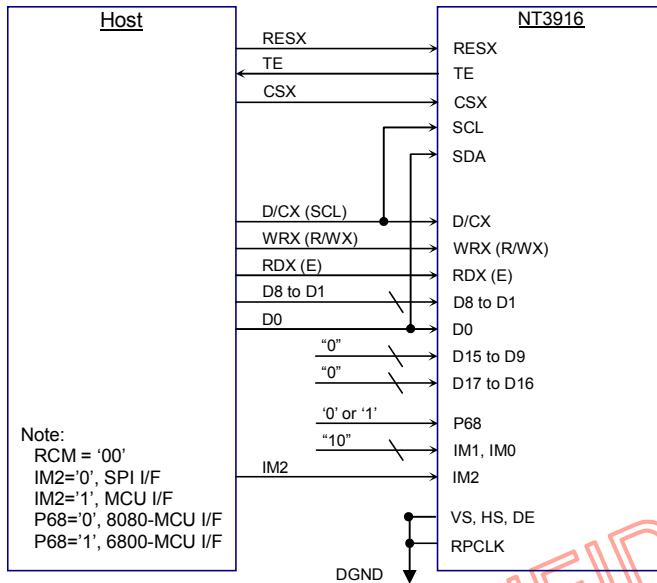 Host
NT3916
RESX
RESX
TE
TE
CSX
CSX
SCL
SDA
D/CX (SCL)
D/CX
WRX (R/WX)
WRX (R/WX)
RDX (E)
RDX (E)
D8 to D1
D8 to D1
D0
D0
“0”
D15 to D9
“0”
D17 to D16
‘0’ or ‘1’
P68
“10”
IM1, IM0
IM2
IM2
Note:
RCM = ‘00’
IM2=‘0’, SPI I/F
IM2=‘1’, MCU I/F
P68=‘0’, 8080-MCU I/F
P68=‘1’, 6800-MCU I/F
VS, HS, DE
RPCLK
DGND